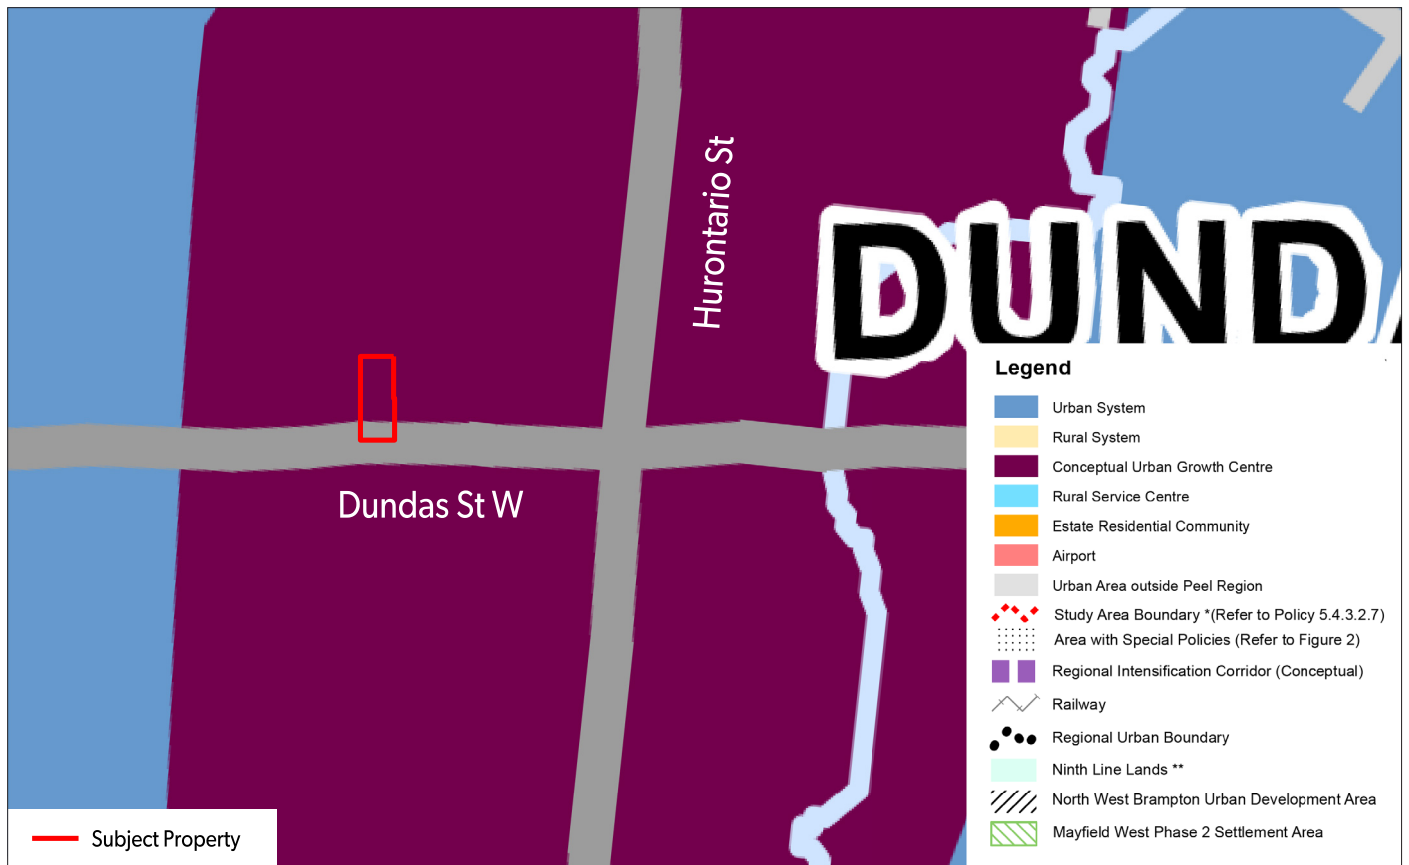 Hurontario St
DUND
Dundas St W
Legend
Urban System
Rural System
Conceptual Urban Growth Centre
Rural Service Centre
Estate Residential Community
Airport
Urban Area outside Peel Region
Study Area Boundary *(Refer to Policy 5.4.3.2.7)
Area with Special Policies (Refer to Figure 2)
Regional Intensification Corridor (Conceptual)
Railway
Regional Urban Boundary
Ninth Line Lands **
North West Brampton Urban Development Area
Mayfield West Phase 2 Settlement Area
Subject Property